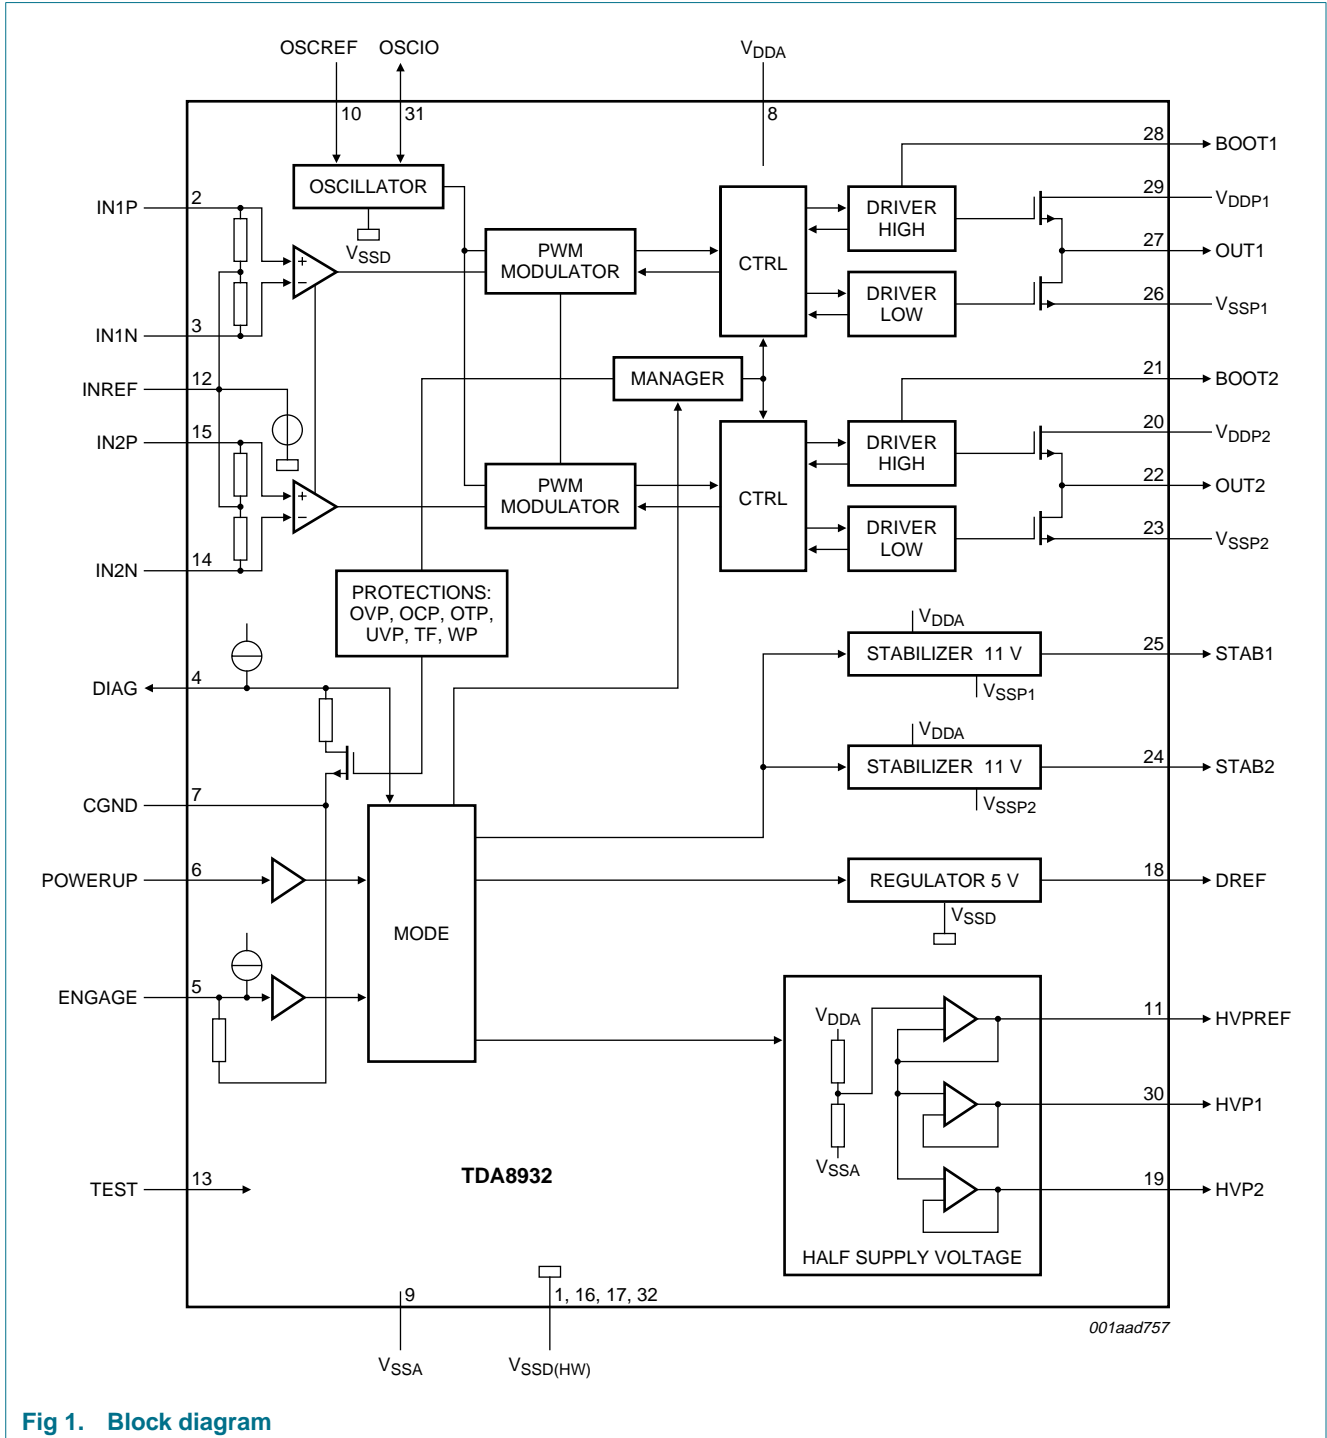 OSCREF OSCIO VDDA
10 31 8
28 BOOT1
OSCILLATOR
2 IN1P
29 VDDP1
DRIVER
HIGH
VSSD
PWM
MODULATOR
CTRL
27 OUT1
+
−
DRIVER
LOW
26 VSSP1
3 IN1N
MANAGER
21 BOOT2
12 INREF
20 VDDP2
15 IN2P
DRIVER
HIGH
PWM
MODULATOR
CTRL
22 OUT2
+
−
DRIVER
LOW
23 VSSP2
14 IN2N
PROTECTIONS:
OVP, OCP, OTP,
UVP, TF, WP
VDDA
STABILIZER 11 V
25 STAB1
VSSP1
DIAG 4
VDDA
STABILIZER 11 V
24 STAB2
VSSP2
CGND 7
POWERUP 6
REGULATOR 5 V
18 DREF
VSSD
MODE
ENGAGE 5
VDDA
11 HVPREF
30 HVP1
VSSA
TDA8932
TEST 13
19 HVP2
HALF SUPPLY VOLTAGE
9
1, 16, 17, 32
001aad757
VSSA
VSSD(HW)
Fig 1. Block diagram